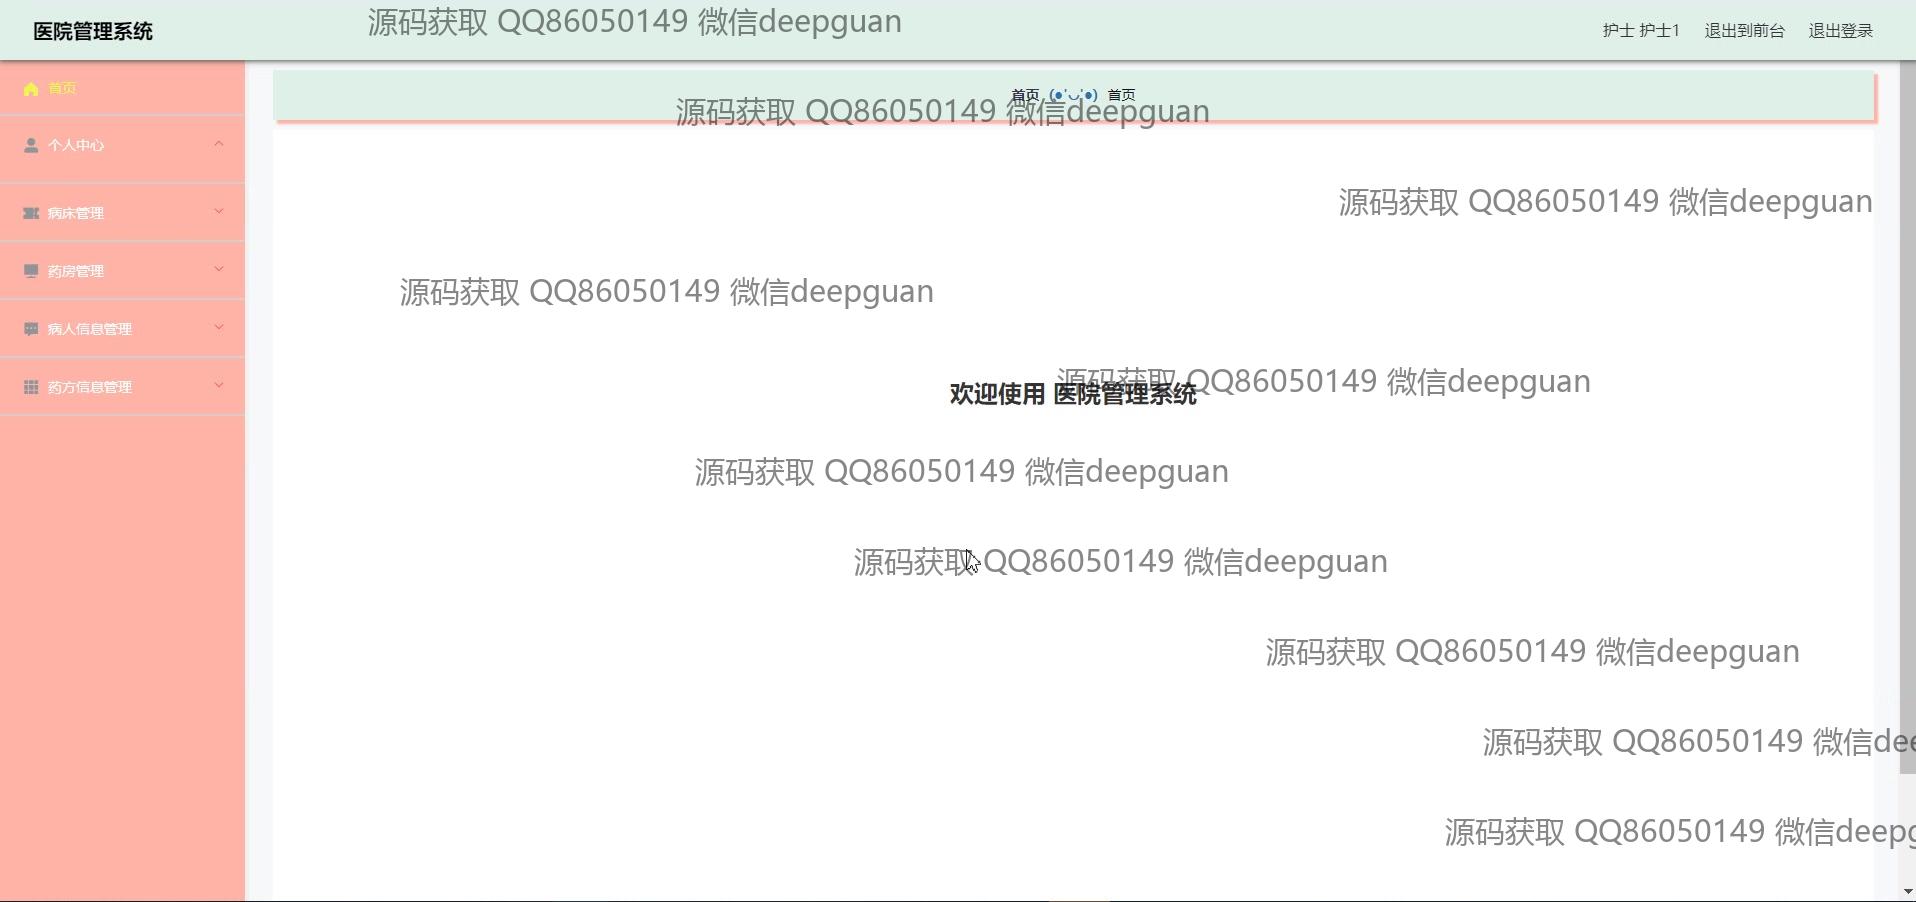 医院管理系统
源码获取 QQ86050149 微信deepguan
护士 护士1 退出到前台 退出登录
首页
首页 (●'◡'●) 首页
源码获取 QQ86050149 微信deepguan
个人中心
源码获取 QQ86050149 微信deepguan
病床管理
药房管理
源码获取 QQ86050149 微信deepguan
病人信息管理
药方信息管理
源码获取 QQ86050149 微信deepguan
欢迎使用 医院管理系统
源码获取 QQ86050149 微信deepguan
源码获取 QQ86050149 微信deepguan
源码获取 QQ86050149 微信deepguan
源码获取 QQ86050149 微信dee
源码获取 QQ86050149 微信deep